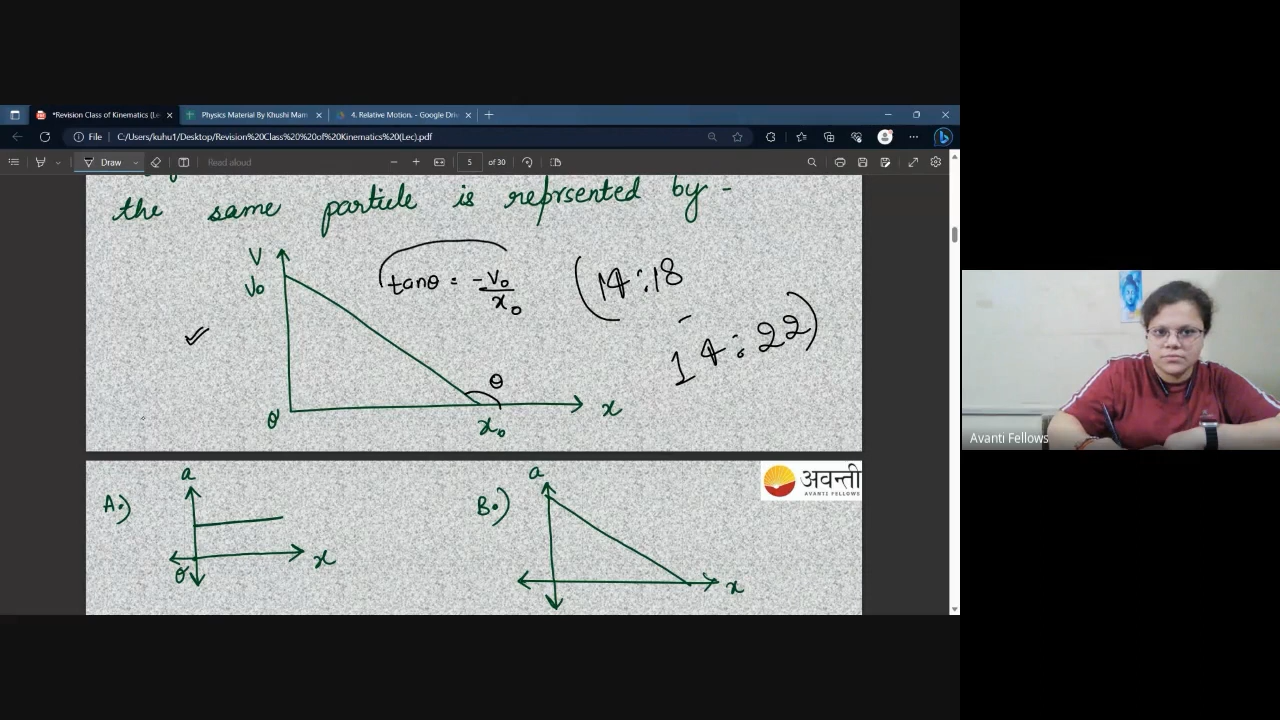 *Revision Class of Kinematics (Le
Physics Material By Khushi Mam
4. Relative Motion. - Google Dri
File
C:/Users/kuhu1/Desktop/Revision%20Class%20%20of%20Kinematics%20(Lec).pdf
Draw
Read aloud
5
of 30
the same particle is reprsented by -
V
V₀
tanθ = -V₀/x₀
(14:18
-
14:22)
θ
O
x₀
x
A.)
a
O
x
B.)
a
x
अवन्ती
AVANTI FELLOWS
Avanti Fellows